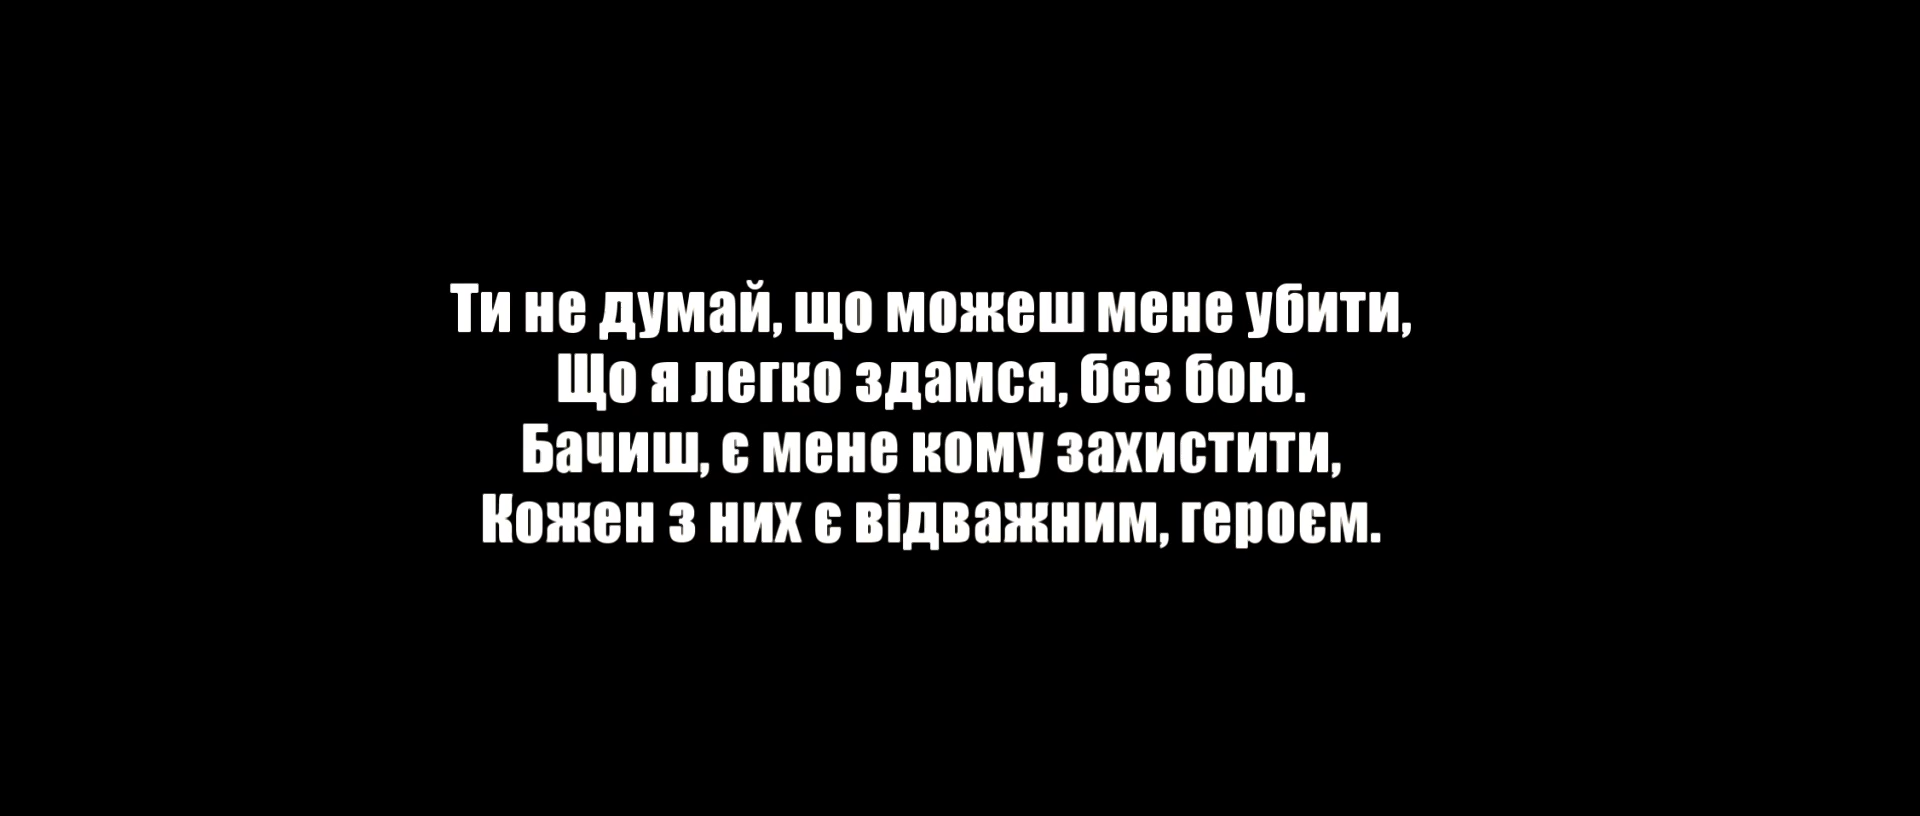 Ти не думай, що можеш мене убити,
Що я легко здамся, без бою.
Бачиш, є мене кому захистити,
Кожен з них є відважним, героєм.